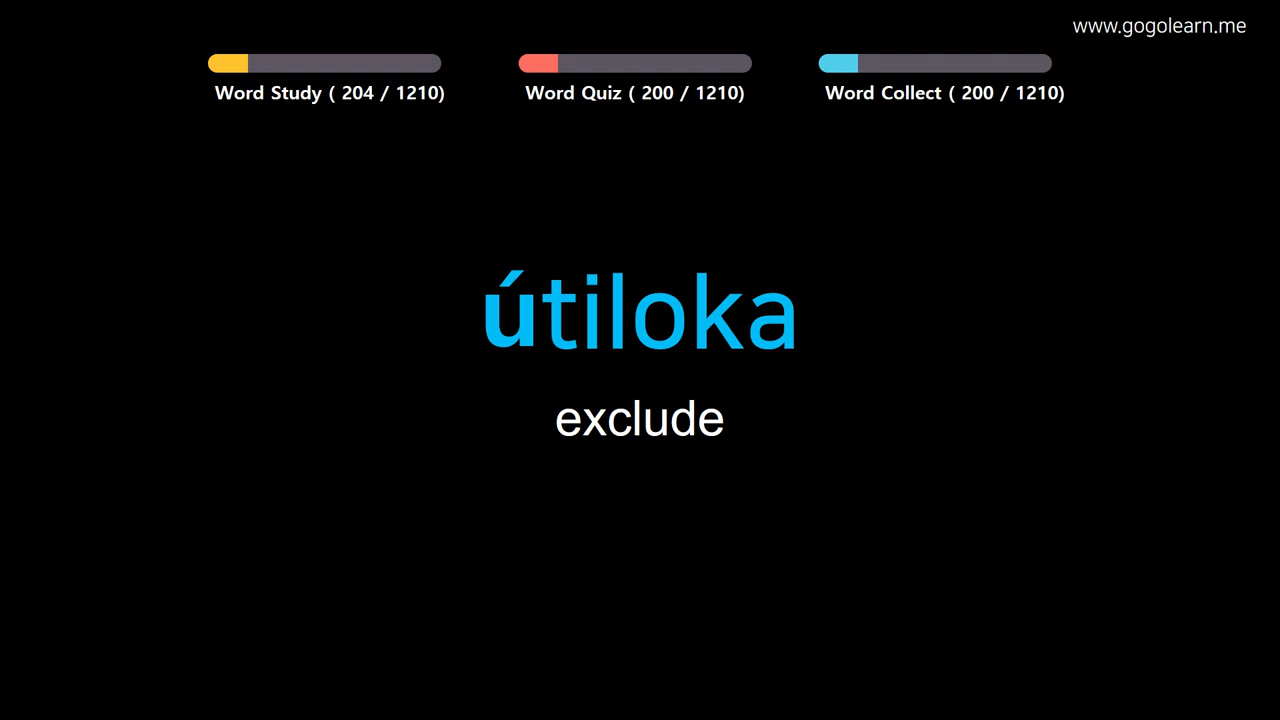 www.gogolearn.me
Word Study ( 204 / 1210)
Word Quiz ( 200 / 1210)
Word Collect ( 200 / 1210)
útiloka
exclude